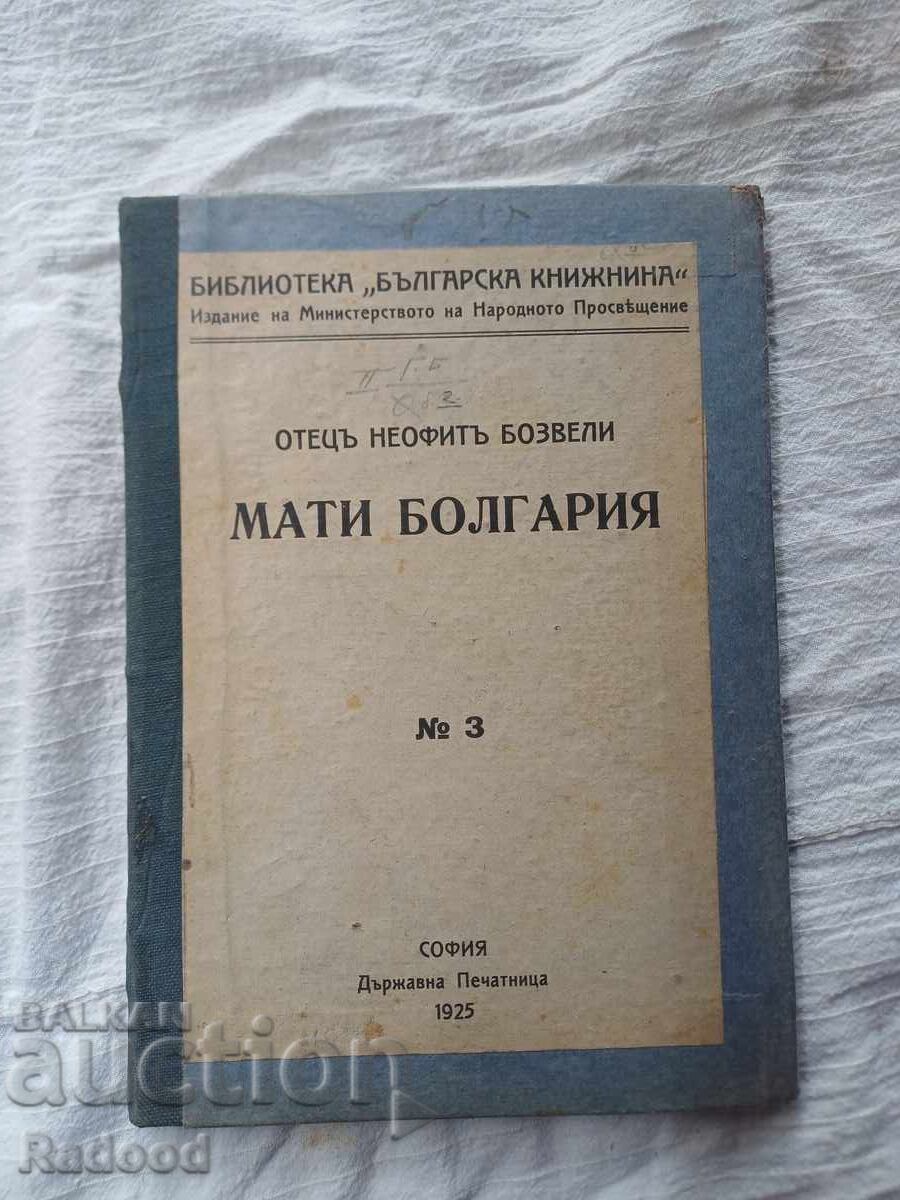 БИБЛИОТЕКА „БЪЛГАРСКА КНИЖНИНА“
Издание на Министерството на Народното Просвѣщение
ОТЕЦЪ НЕОФИТЪ БОЗВЕЛИ
МАТИ БОЛГАРИЯ
№ 3
СОФИЯ
Държавна Печатница
1925
BALKAN
auction
Radood